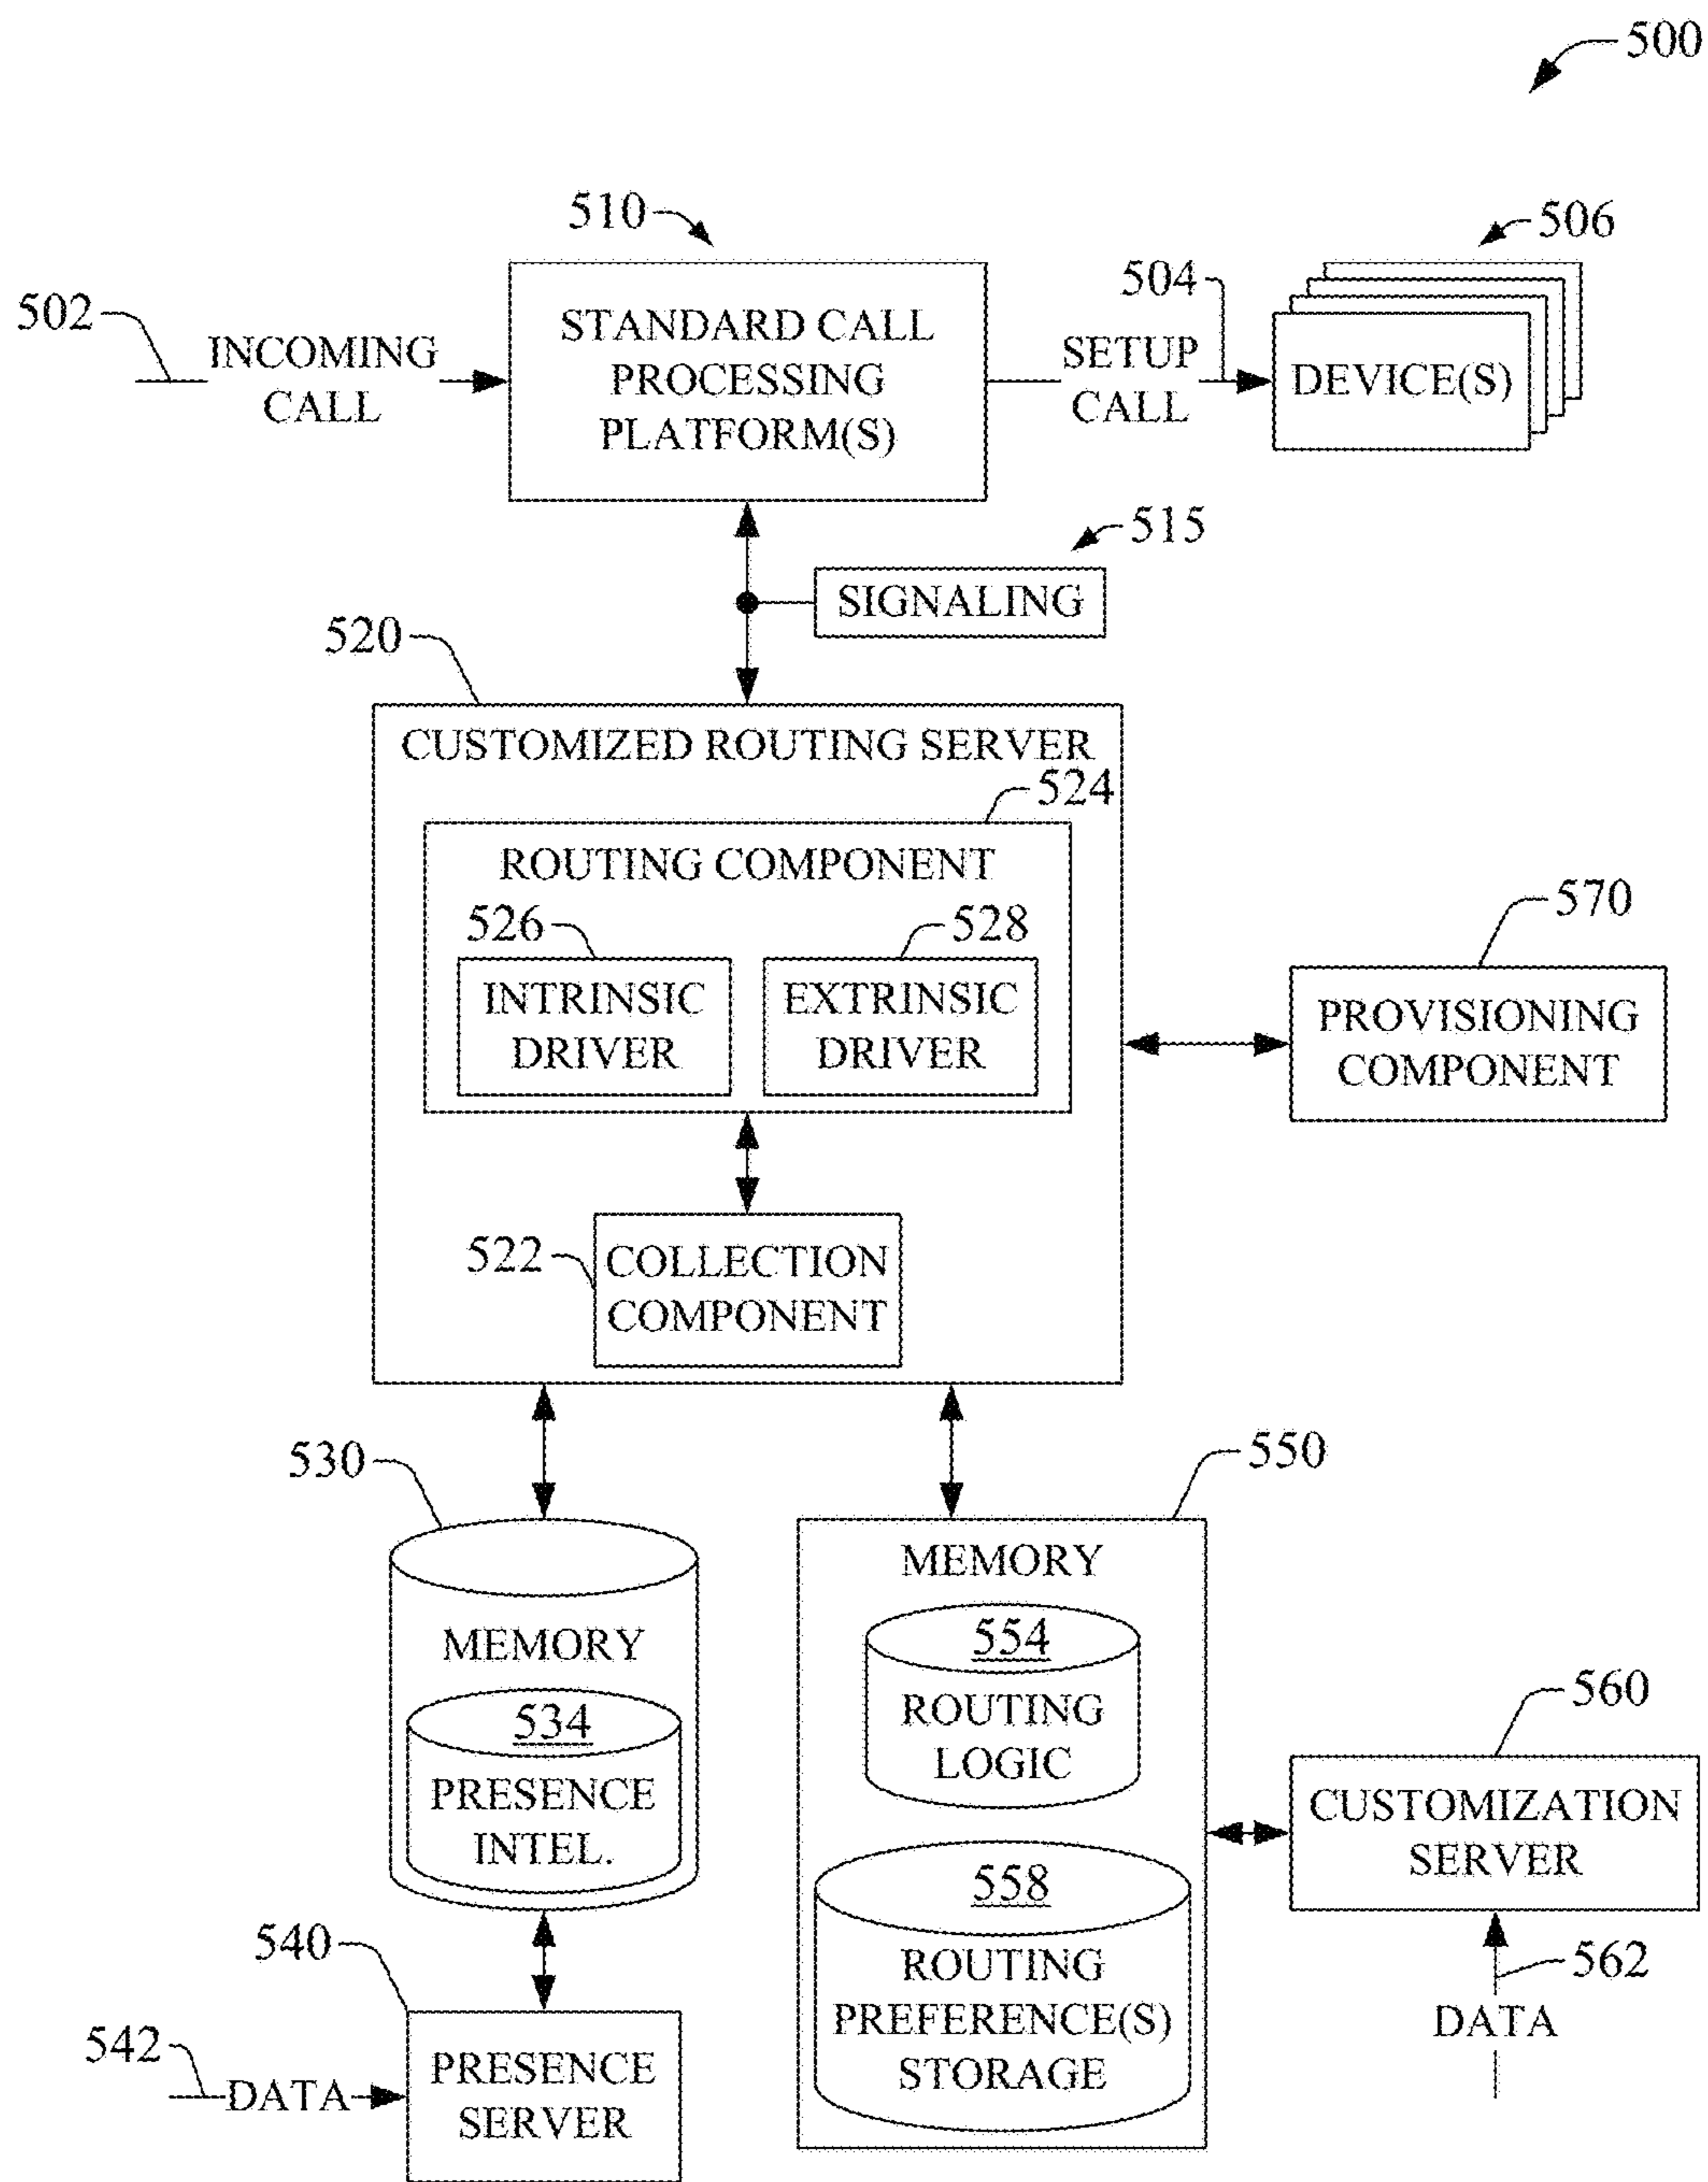 500
510
506
502
INCOMING
CALL
STANDARD CALL
PROCESSING
PLATFORM(S)
504
SETUP
CALL
DEVICE(S)
515
SIGNALING
520
CUSTOMIZED ROUTING SERVER
524
ROUTING COMPONENT
526
528
INTRINSIC
DRIVER
EXTRINSIC
DRIVER
570
PROVISIONING
COMPONENT
522
COLLECTION
COMPONENT
530
550
MEMORY
534
PRESENCE
INTEL.
MEMORY
554
ROUTING
LOGIC
558
ROUTING
PREFERENCE(S)
STORAGE
560
CUSTOMIZATION
SERVER
562
DATA
540
542
DATA
PRESENCE
SERVER